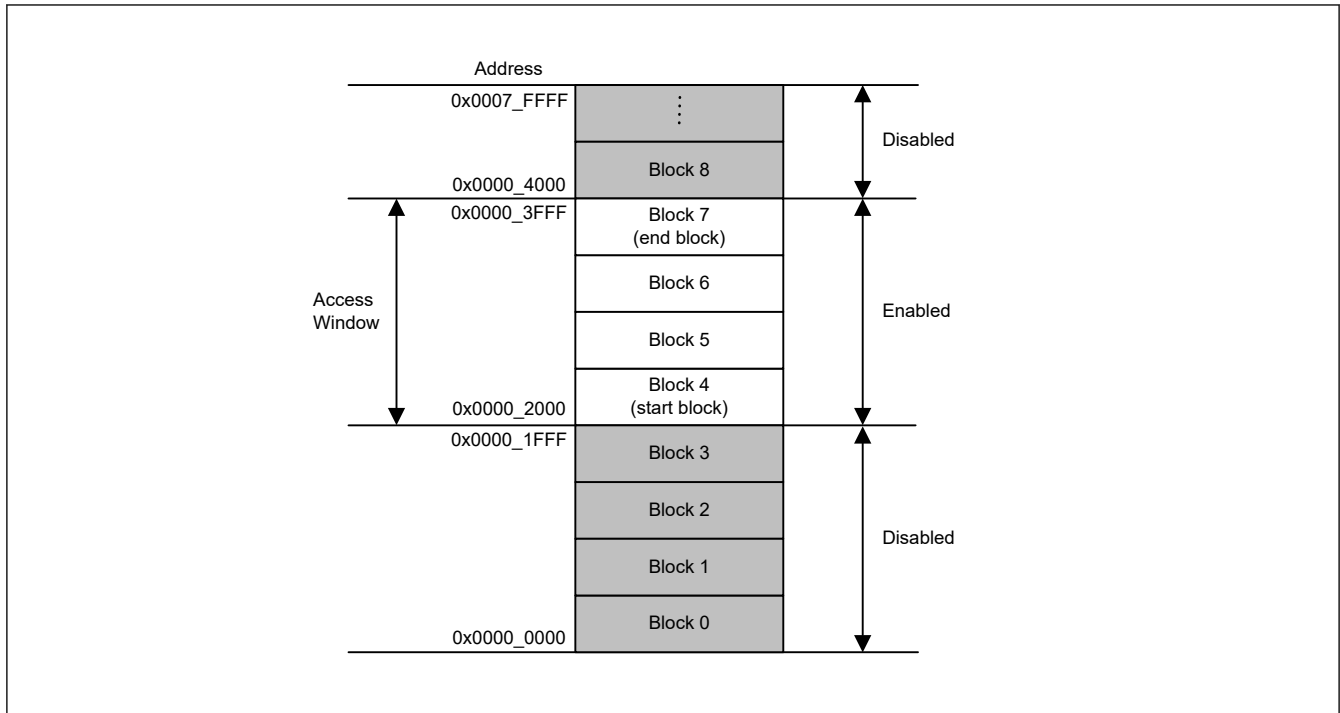 Address
0x0007_FFFF
⋮
Disabled
Block 8
0x0000_4000
0x0000_3FFF
Block 7
(end block)
Block 6
Access
Window
Enabled
Block 5
Block 4
(start block)
0x0000_2000
0x0000_1FFF
Block 3
Block 2
Disabled
Block 1
Block 0
0x0000_0000